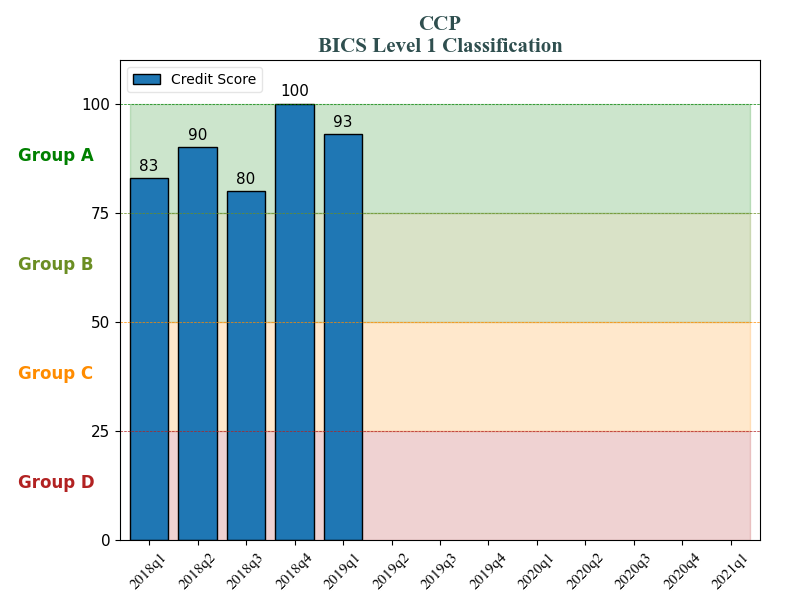 CCP
BICS Level 1 Classification
Credit Score
100
75
50
25
0
Group A
Group B
Group C
Group D
83
90
80
100
93
2018q1
2018q2
2018q3
2018q4
2019q1
2019q2
2019q3
2019q4
2020q1
2020q2
2020q3
2020q4
2021q1